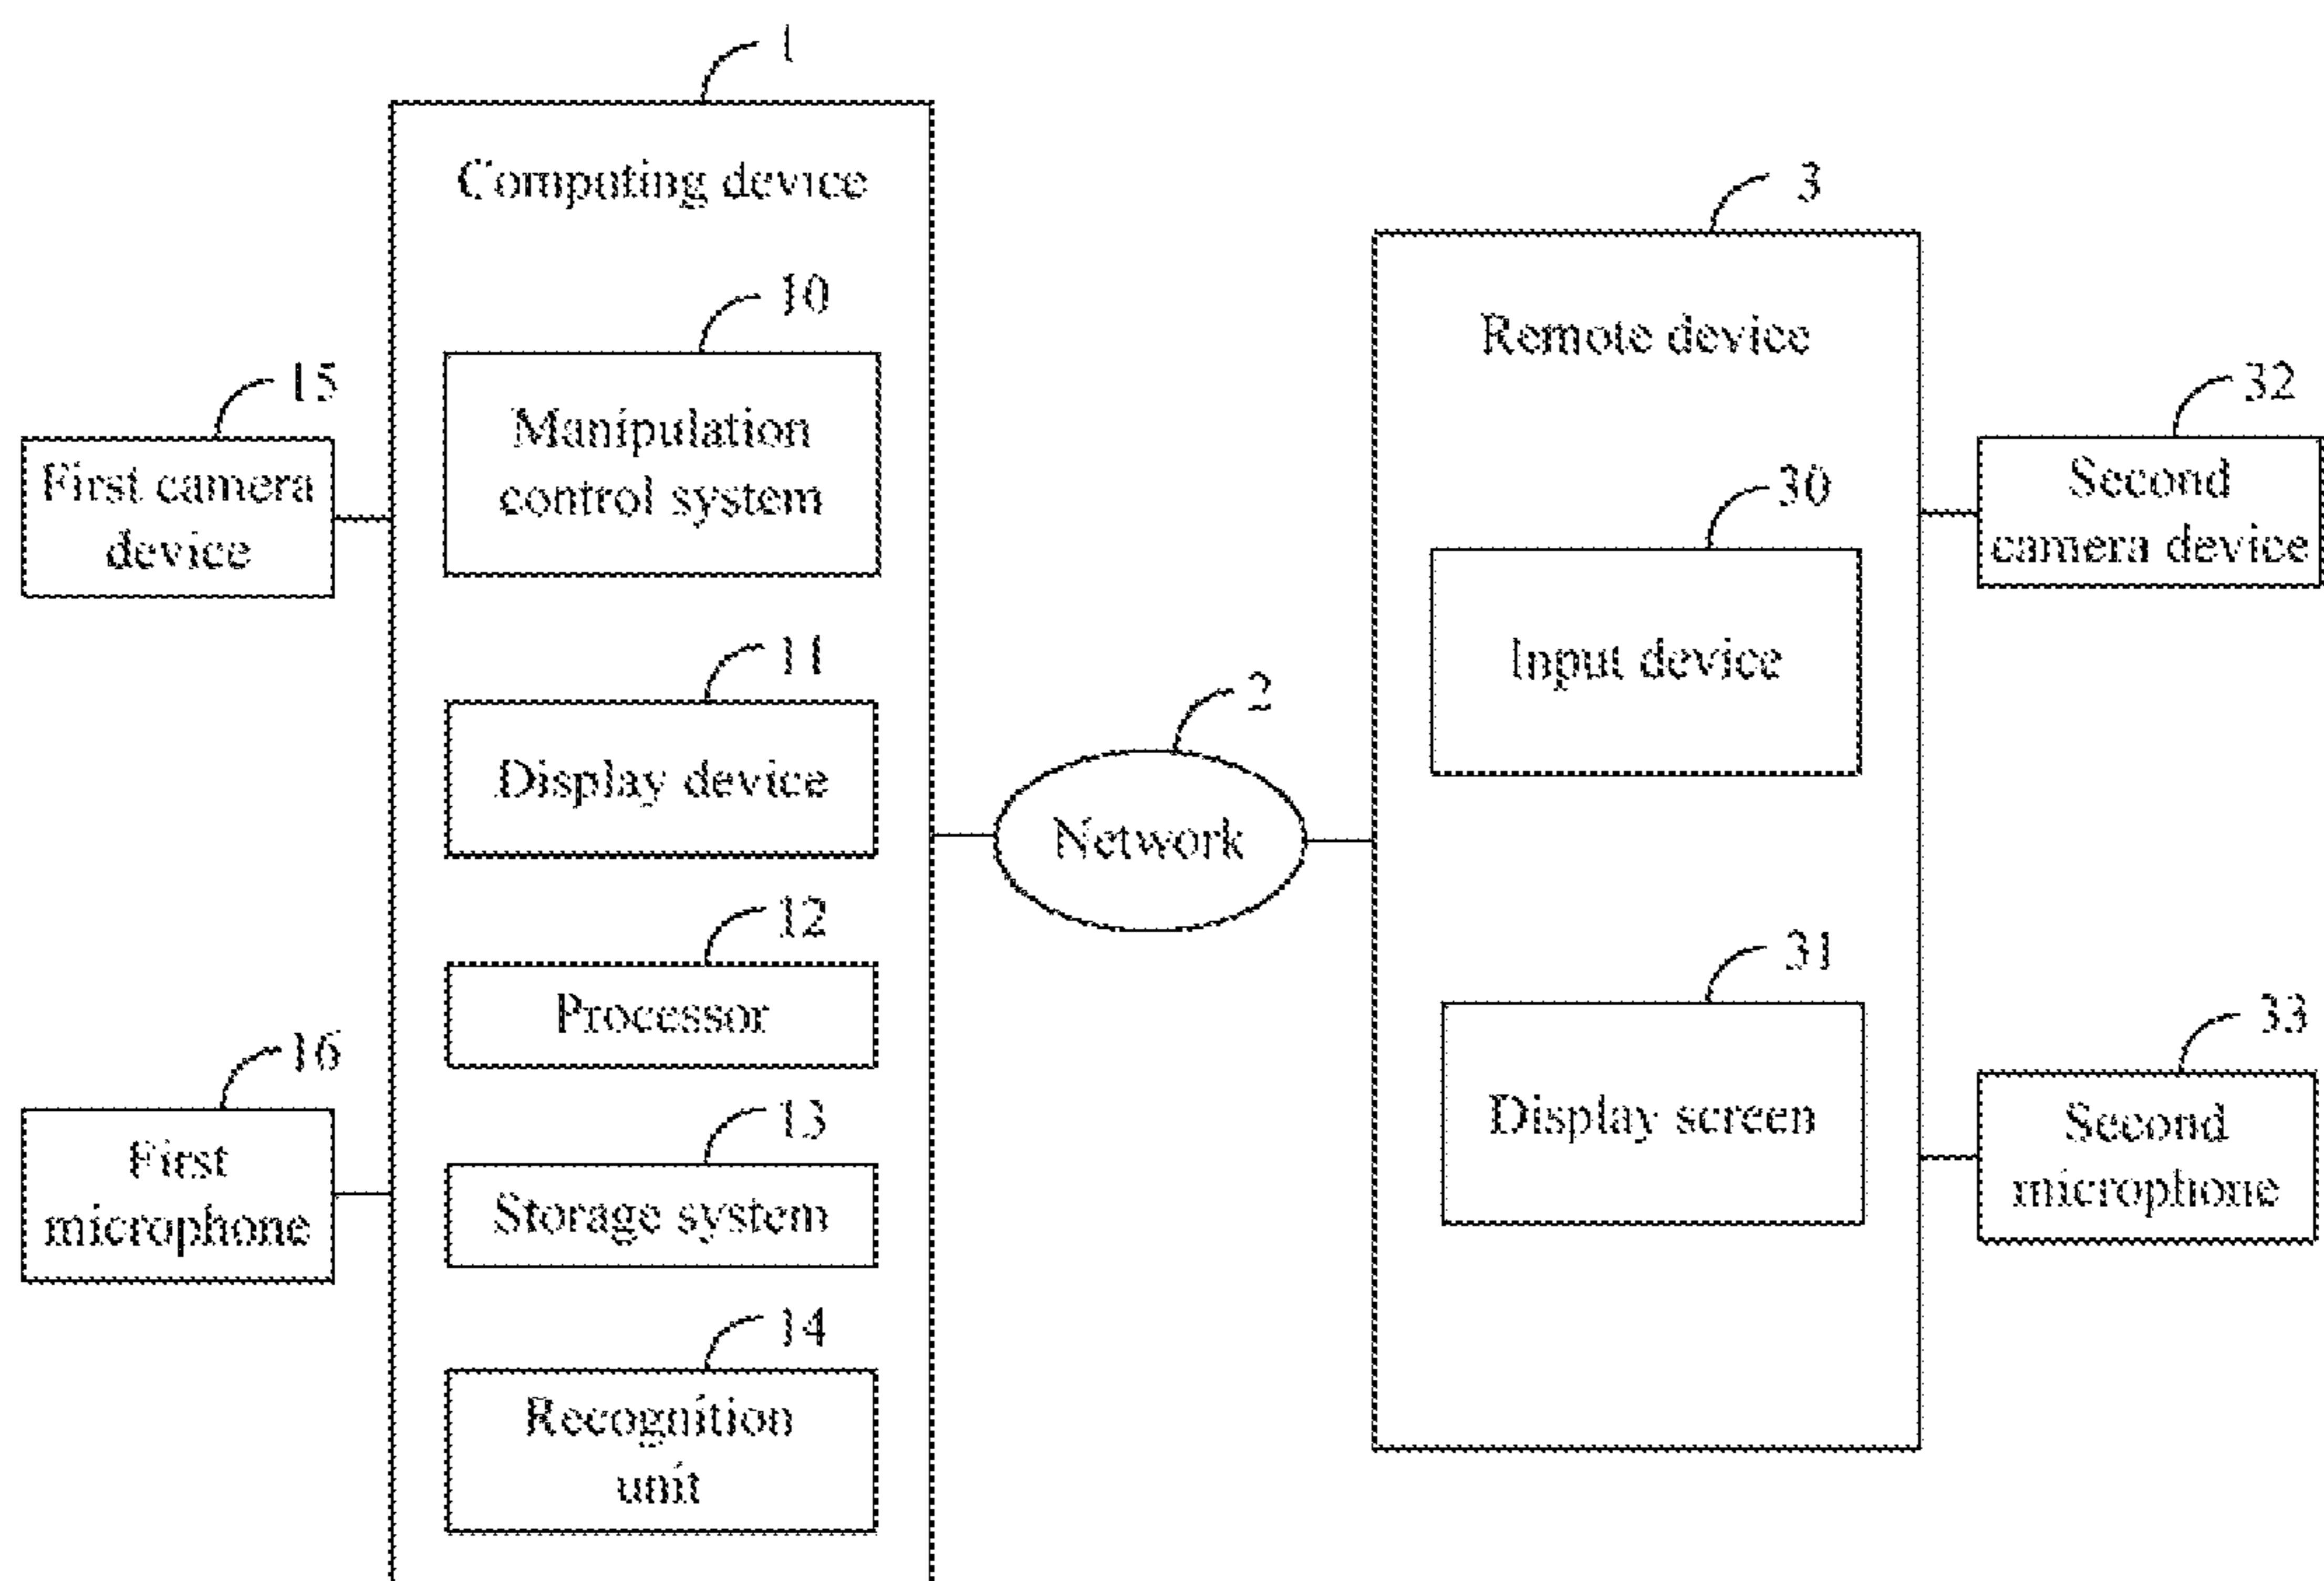 1
Computing device
10
Manipulation
control system
11
Display device
12
Processor
13
Storage system
14
Recognition
unit
15
First camera
device
16
First
microphone
2
Network
3
Remote device
30
Input device
31
Display screen
32
Second
camera device
33
Second
microphone